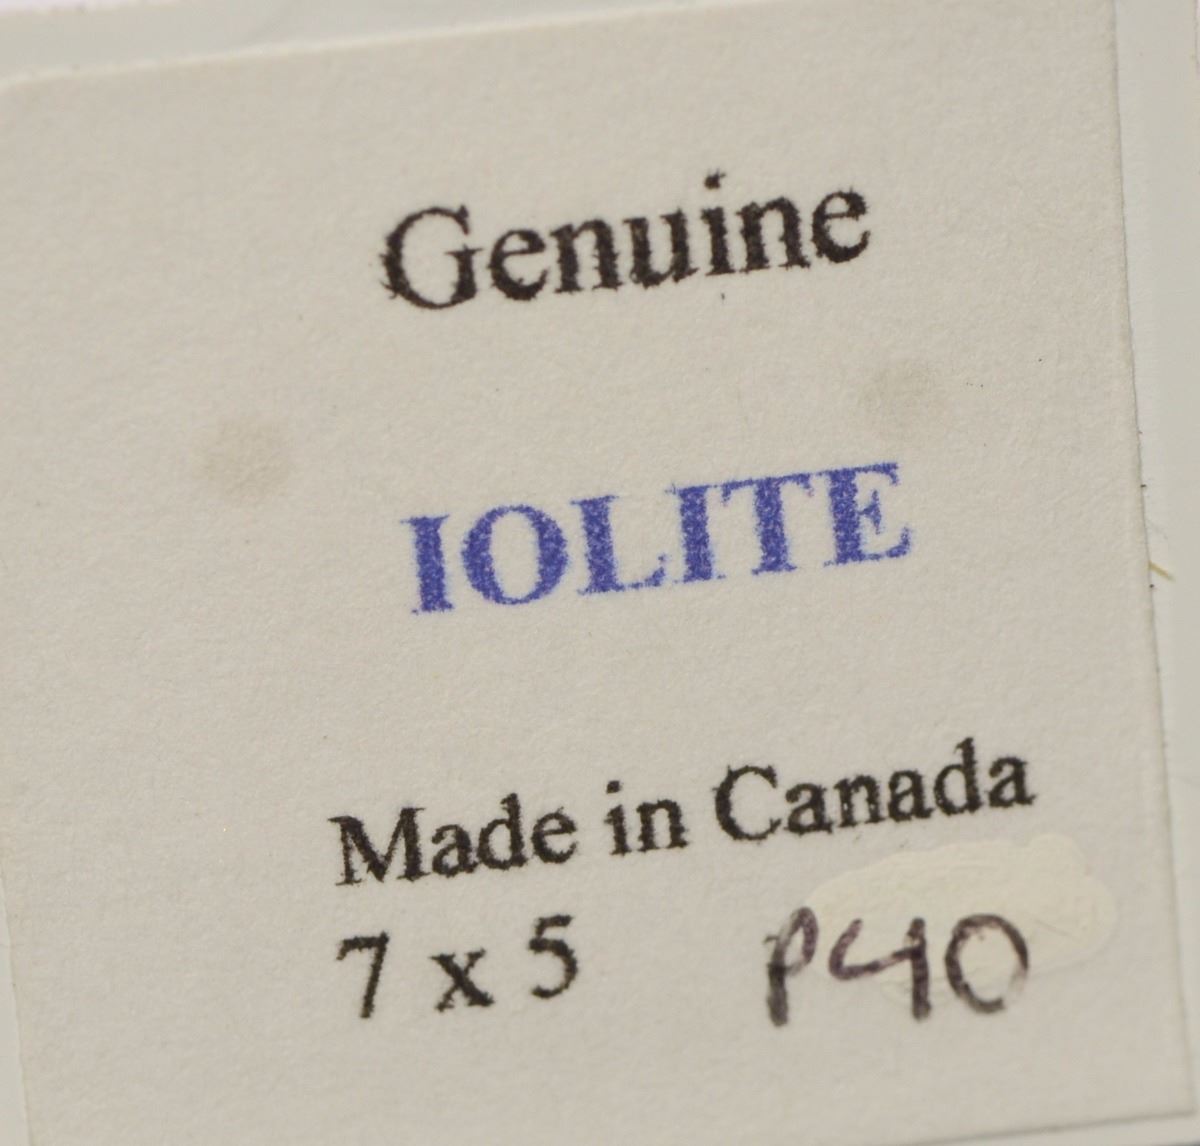 Genuine
IOLITE
Made in Canada
7 x 5 P40